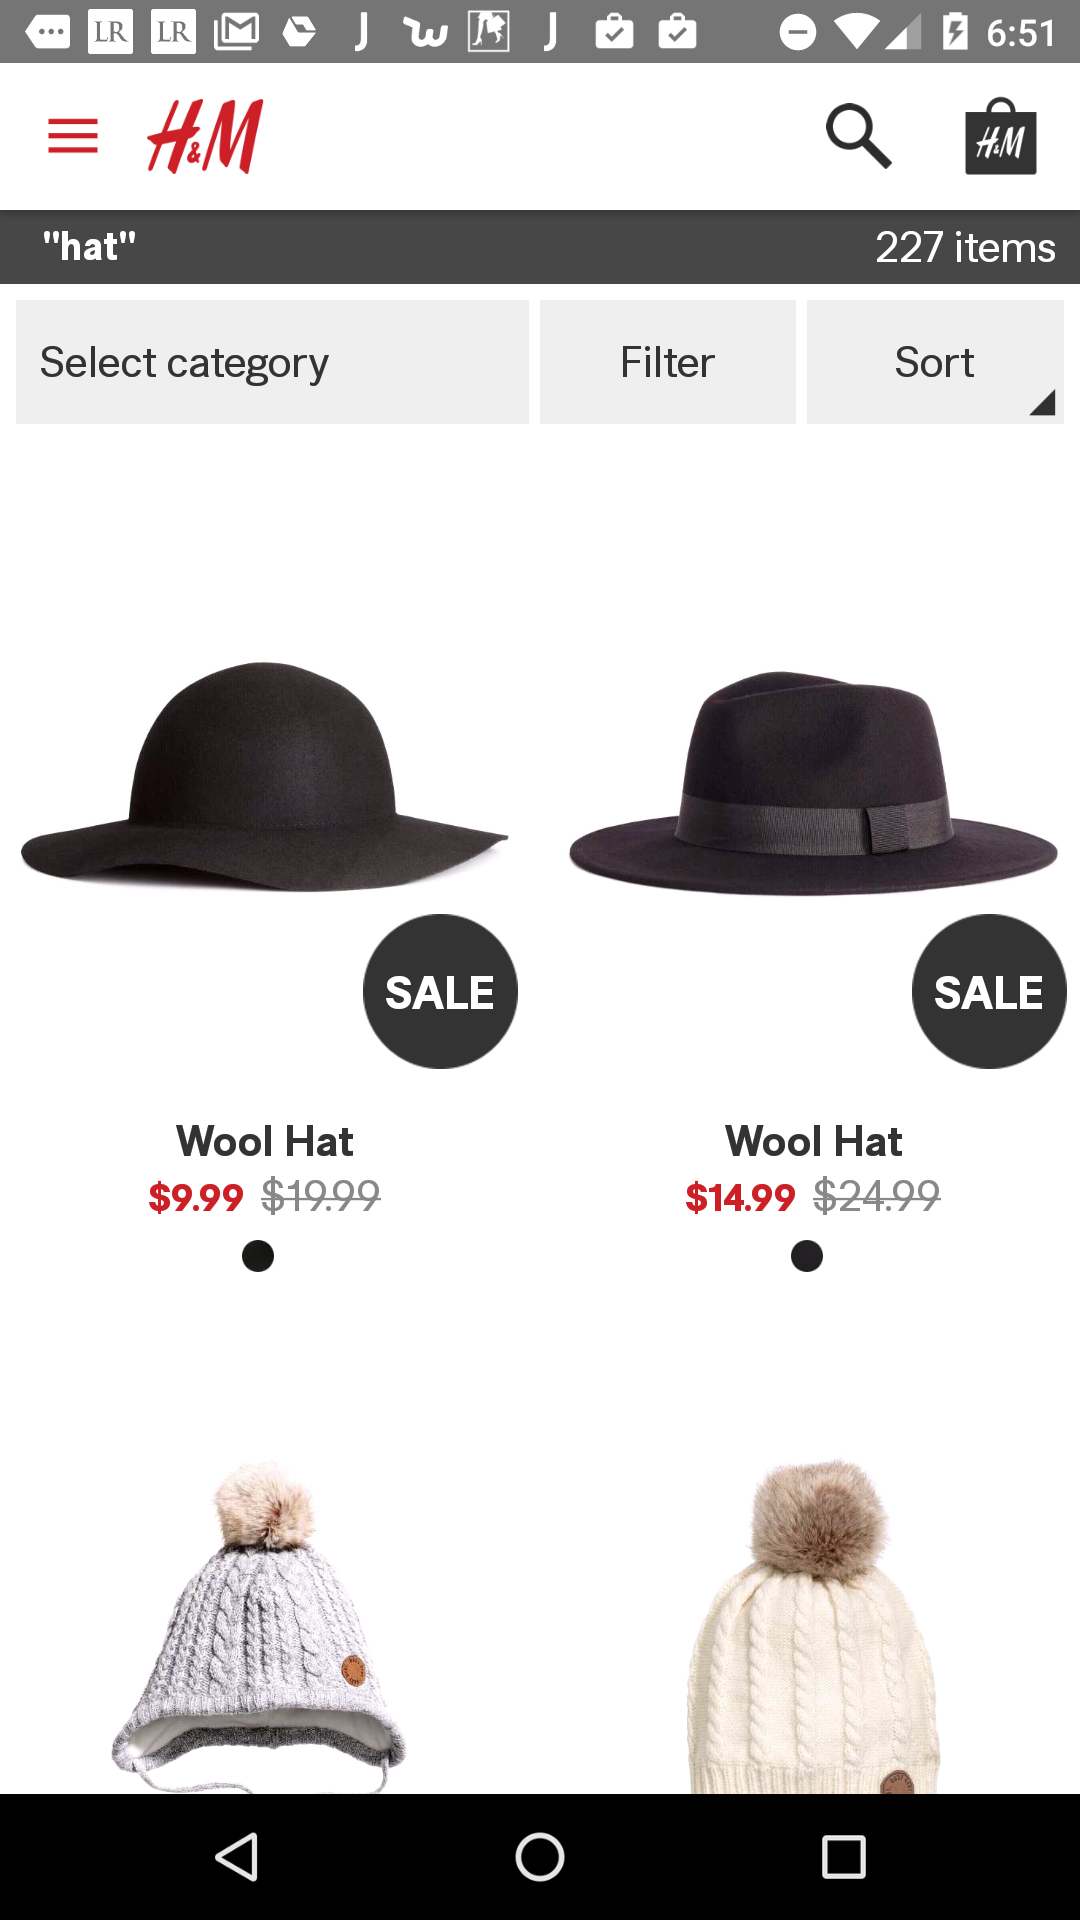 LR LR 6:51
H&M
H&M
"hat" 227 items
Select category Filter Sort
SALE SALE
Wool Hat Wool Hat
$9.99 $19.99 $14.99 $24.99